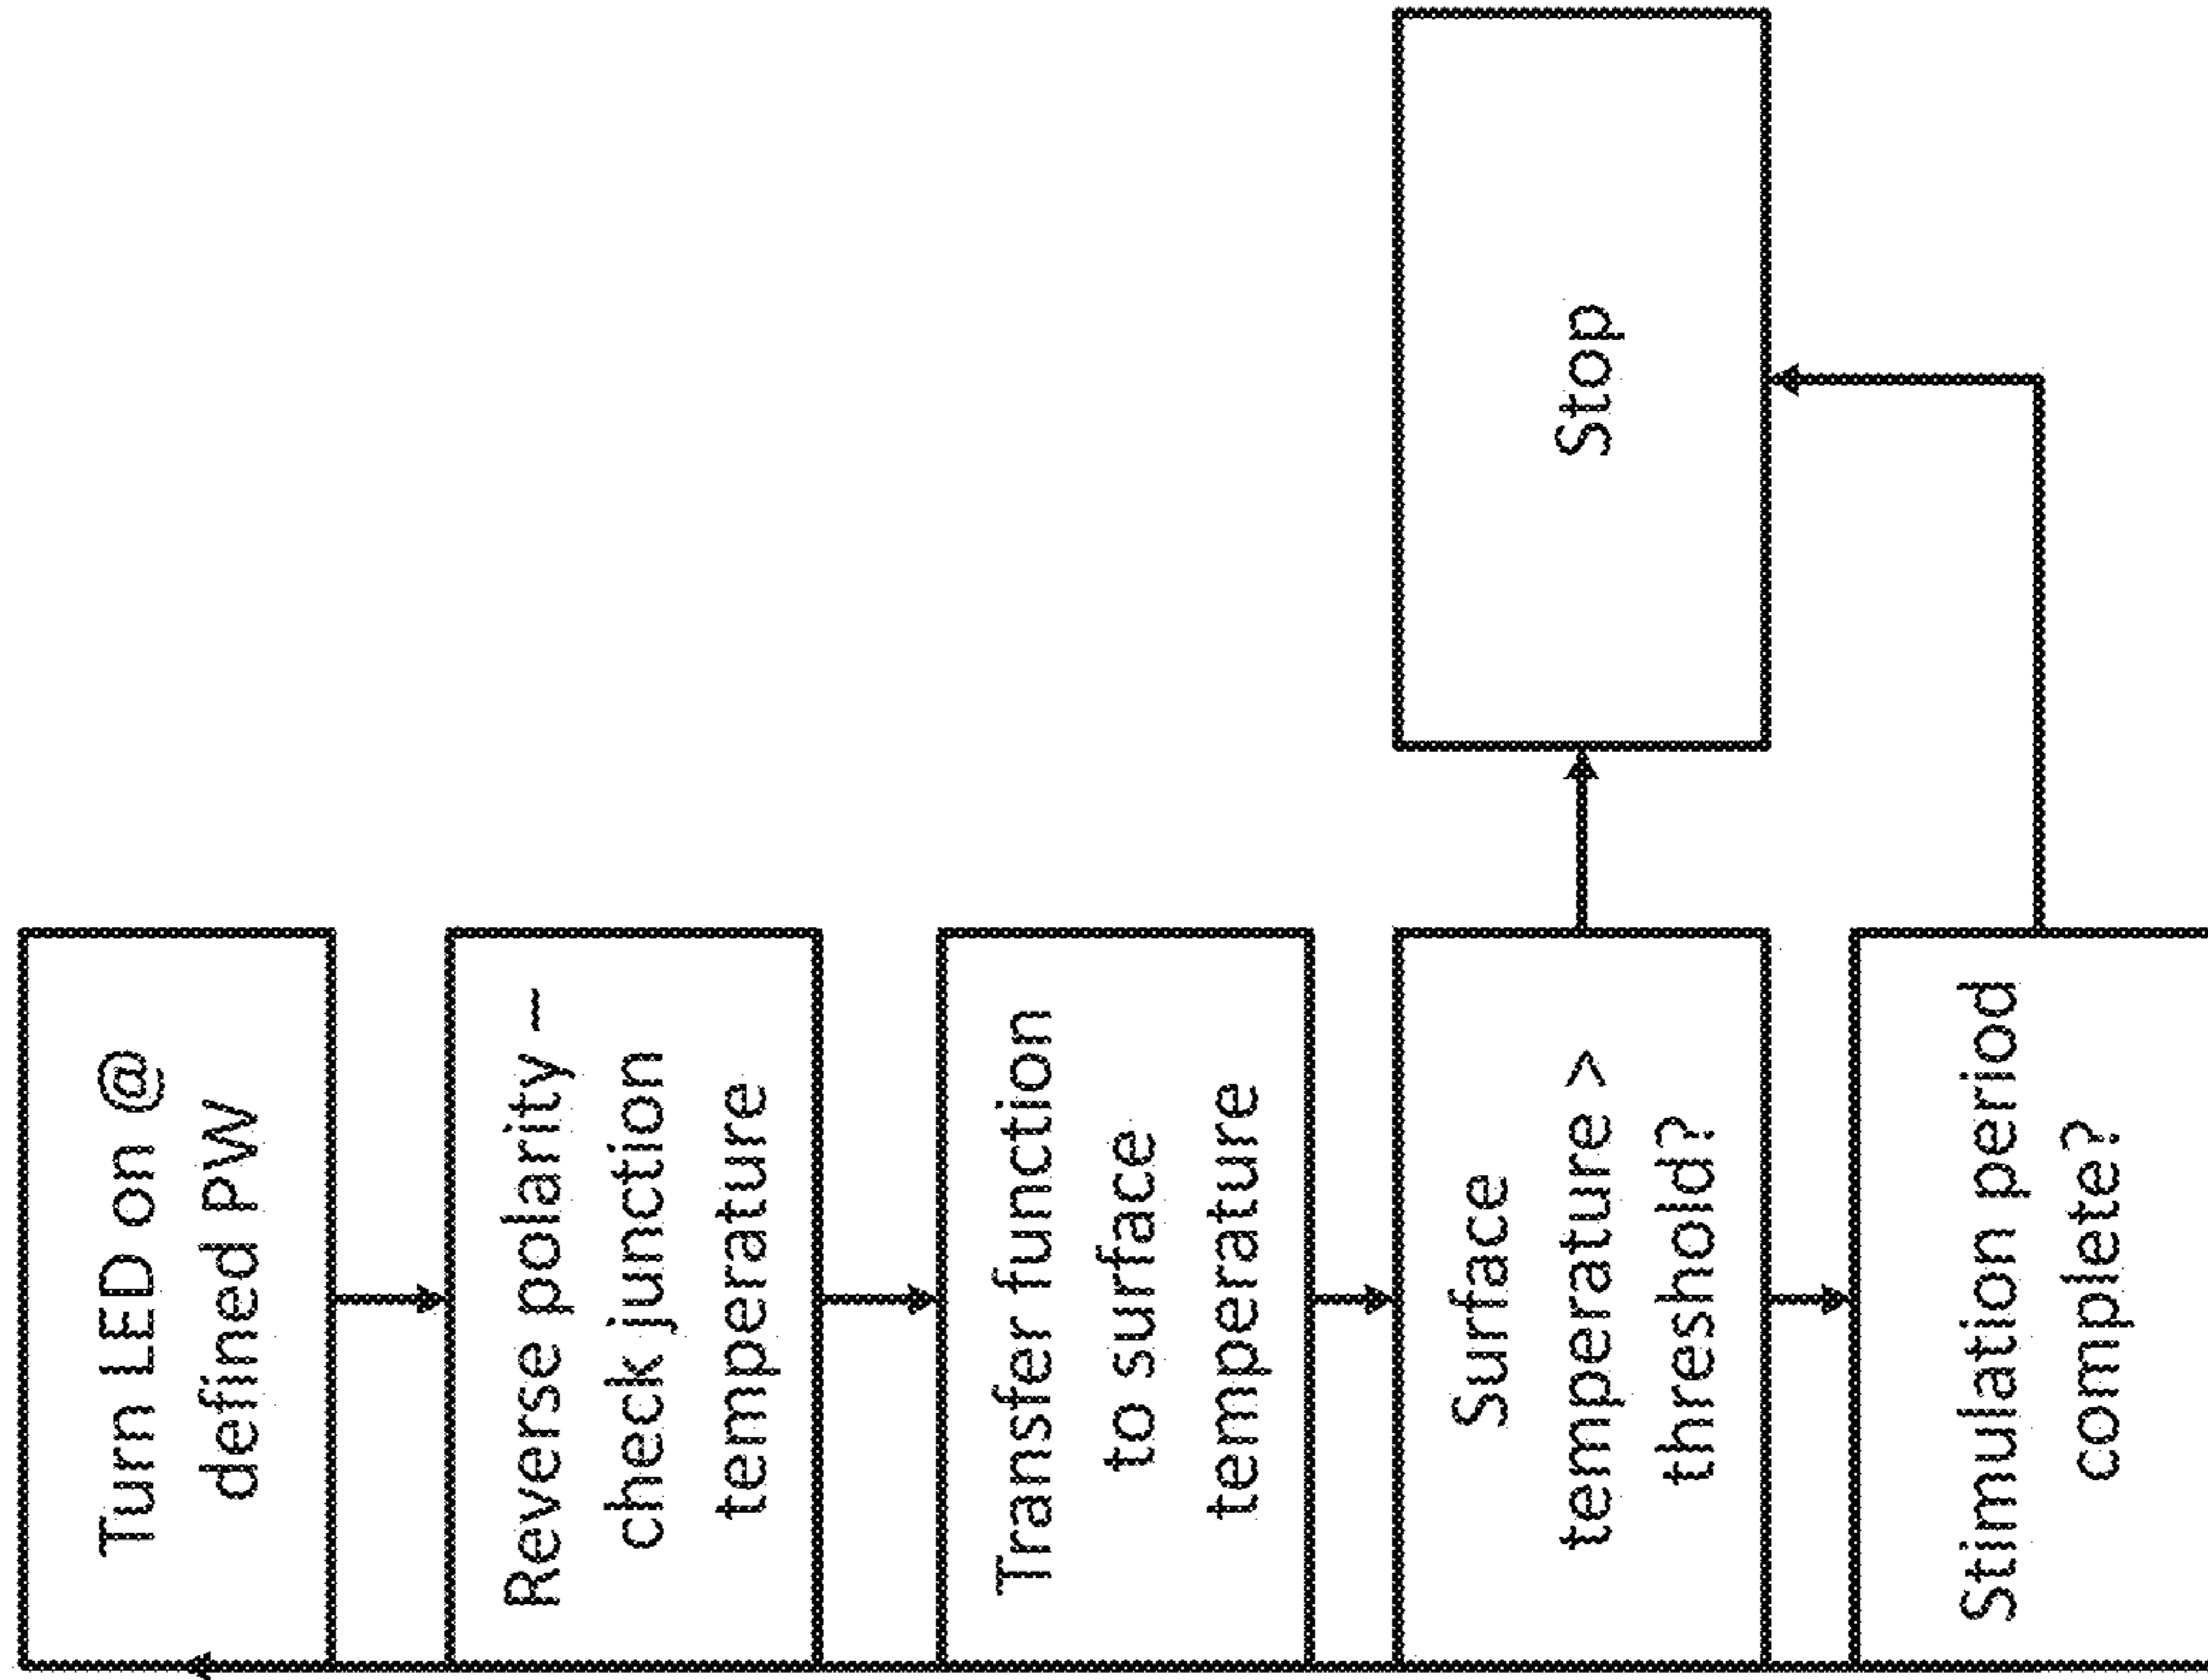 Turn LED on @
defined PW
Reverse polarity –
check junction
temperature
Transfer function
to surface
temperature
Surface
temperature >
threshold?
Stop
Stimulation period
complete?